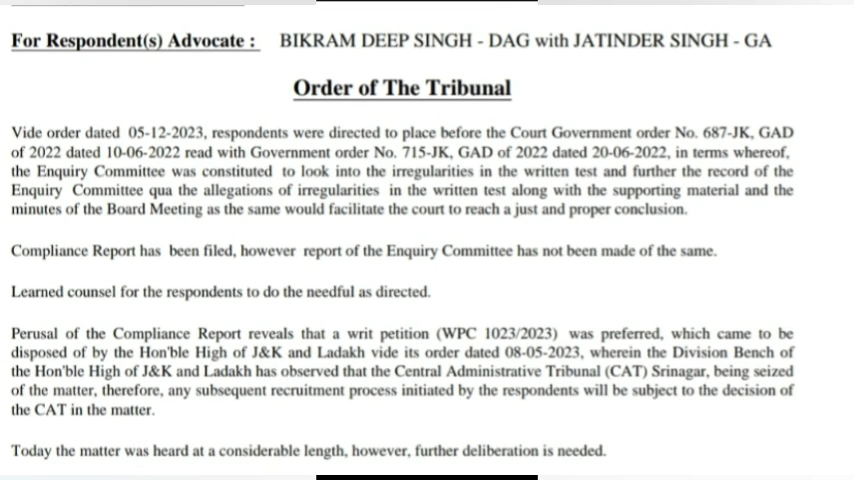 For Respondent(s) Advocate : BIKRAM DEEP SINGH - DAG with JATINDER SINGH - GA
Order of The Tribunal
Vide order dated 05-12-2023, respondents were directed to place before the Court Government order No. 687-JK, GAD
of 2022 dated 10-06-2022 read with Government order No. 715-JK, GAD of 2022 dated 20-06-2022, in terms whereof,
the Enquiry Committee was constituted to look into the irregularities in the written test and further the record of the
Enquiry Committee qua the allegations of irregularities in the written test along with the supporting material and the
minutes of the Board Meeting as the same would facilitate the court to reach a just and proper conclusion.
Compliance Report has been filed, however report of the Enquiry Committee has not been made of the same.
Learned counsel for the respondents to do the needful as directed.
Perusal of the Compliance Report reveals that a writ petition (WPC 1023/2023) was preferred, which came to be
disposed of by the Hon'ble High of J&K and Ladakh vide its order dated 08-05-2023, wherein the Division Bench of
the Hon'ble High of J&K and Ladakh has observed that the Central Administrative Tribunal (CAT) Srinagar, being seized
of the matter, therefore, any subsequent recruitment process initiated by the respondents will be subject to the decision of
the CAT in the matter.
Today the matter was heard at a considerable length, however, further deliberation is needed.